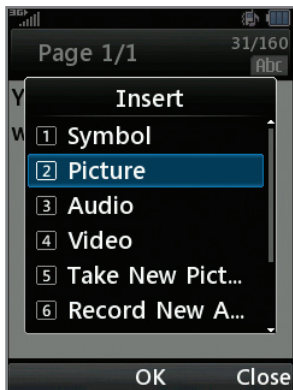 3G
Page 1/1
31/160
Abc
Y
Insert
w
1 Symbol
2 Picture
3 Audio
4 Video
5 Take New Pict...
6 Record New A...
OK
Close